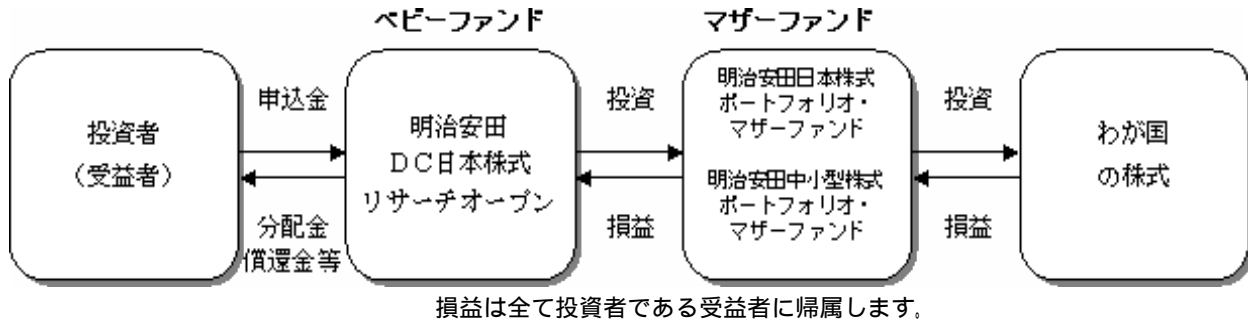 ベビーファンド
マザーファンド
投資者
（受益者）
申込金
分配金
償還金等
明治安田
ＤＣ日本株式
リサーチオープン
投資
損益
明治安田日本株式
ポートフォリオ・
マザーファンド
明治安田中小型株式
ポートフォリオ・
マザーファンド
投資
損益
わが国
の株式
損益は全て投資者である受益者に帰属します。